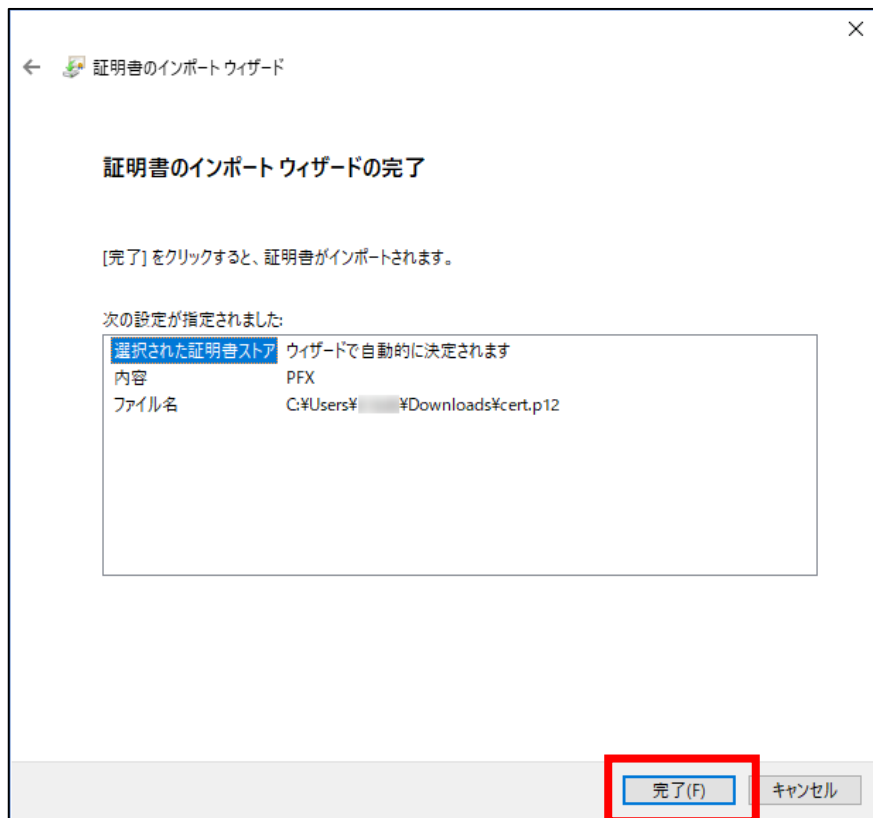 証明書のインポート ウィザード
証明書のインポート ウィザードの完了
[完了] をクリックすると、証明書がインポートされます。
次の設定が指定されました:
選択された証明書ストア ウィザードで自動的に決定されます
内容 PFX
ファイル名 C:¥Users¥ ¥Downloads¥cert.p12
完了(F) キャンセル